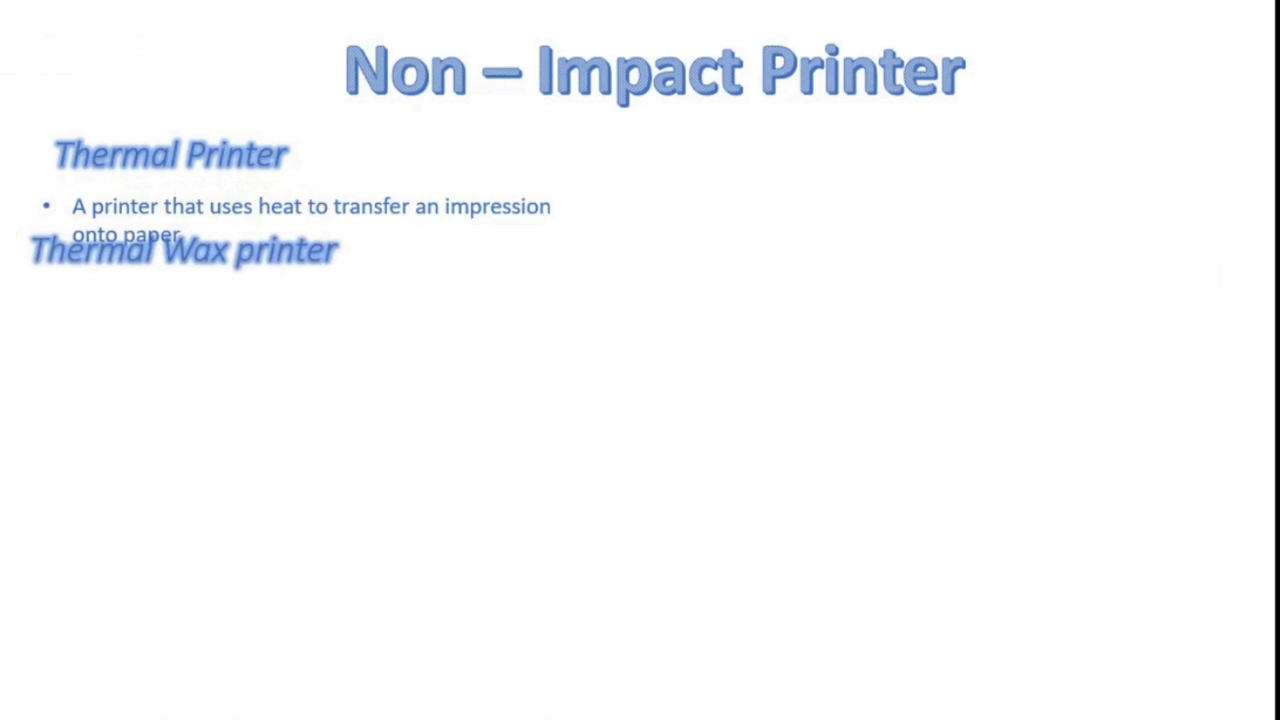 Non – Impact Printer
Thermal Printer
• A printer that uses heat to transfer an impression
onto paper
Thermal Wax printer